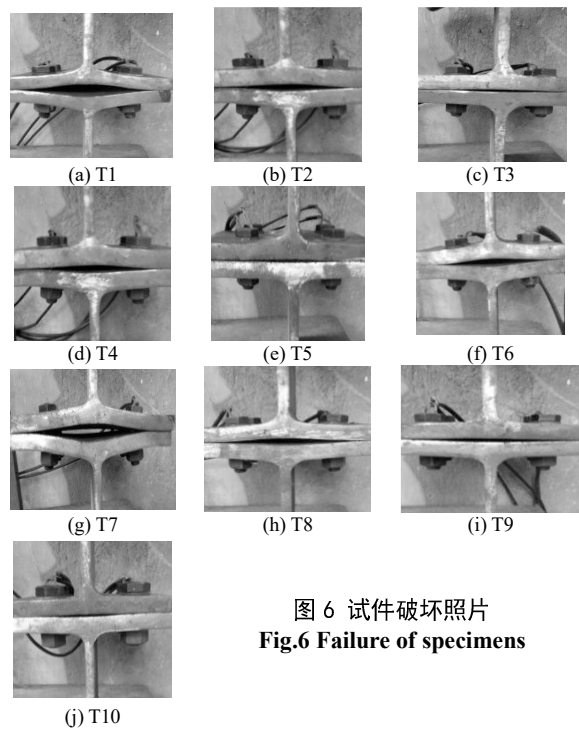 (a) T1
(b) T2
(c) T3
(d) T4
(e) T5
(f) T6
(g) T7
(h) T8
(i) T9
(j) T10
图 6 试件破坏照片
Fig.6 Failure of specimens